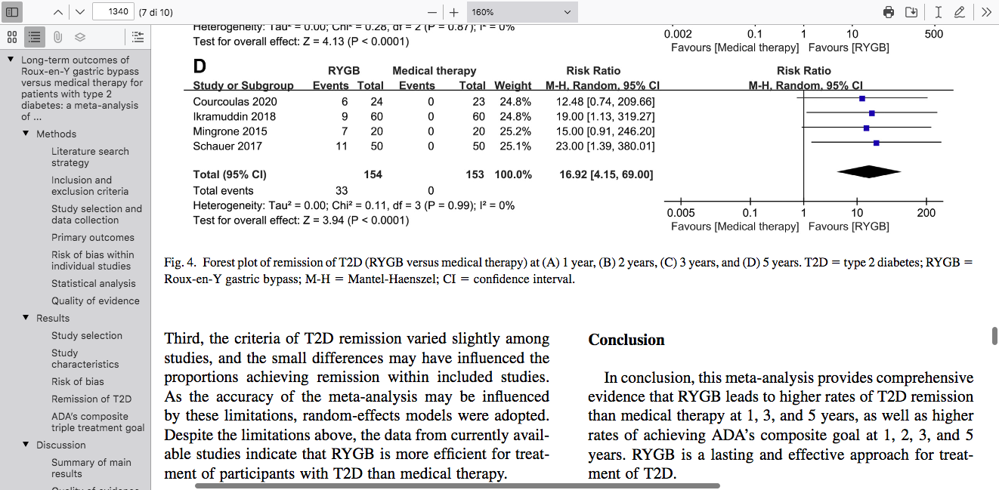 1340 (7 di 10) 160%
Long-term outcomes of
Roux-en-Y gastric bypass
versus medical therapy for
patients with type 2
diabetes: a meta-analysis
of ...
Methods
Literature search
strategy
Inclusion and
exclusion criteria
Study selection and
data collection
Primary outcomes
Risk of bias within
individual studies
Statistical analysis
Quality of evidence
Results
Study selection
Study
characteristics
Risk of bias
Remission of T2D
ADA's composite
triple treatment goal
Discussion
Summary of main
results
Quality of evidence
Heterogeneity: Tau² = 0.00; Chi² = 0.28, df = 2 (P = 0.87); I² = 0%
Test for overall effect: Z = 4.13 (P < 0.0001)
0.002 0.1 1 10 500
Favours [Medical therapy] Favours [RYGB]
D
RYGB Medical therapy Risk Ratio Risk Ratio
Study or Subgroup Events Total Events Total Weight M-H, Random, 95% CI M-H, Random, 95% CI
Courcoulas 2020 6 24 0 23 24.8% 12.48 [0.74, 209.66]
Ikramuddin 2018 9 60 0 60 24.8% 19.00 [1.13, 319.27]
Mingrone 2015 7 20 0 20 25.2% 15.00 [0.91, 246.20]
Schauer 2017 11 50 0 50 25.1% 23.00 [1.39, 380.01]
Total (95% CI) 154 153 100.0% 16.92 [4.15, 69.00]
Total events 33 0
Heterogeneity: Tau² = 0.00; Chi² = 0.11, df = 3 (P = 0.99); I² = 0%
Test for overall effect: Z = 3.94 (P < 0.0001)
0.005 0.1 1 10 200
Favours [Medical therapy] Favours [RYGB]
Fig. 4. Forest plot of remission of T2D (RYGB versus medical therapy) at (A) 1 year, (B) 2 years, (C) 3 years, and (D) 5 years. T2D = type 2 diabetes; RYGB =
Roux-en-Y gastric bypass; M-H = Mantel-Haenszel; CI = confidence interval.
Third, the criteria of T2D remission varied slightly among
studies, and the small differences may have influenced the
proportions achieving remission within included studies.
As the accuracy of the meta-analysis may be influenced
by these limitations, random-effects models were adopted.
Despite the limitations above, the data from currently avail-
able studies indicate that RYGB is more efficient for treat-
ment of participants with T2D than medical therapy.
Conclusion
In conclusion, this meta-analysis provides comprehensive
evidence that RYGB leads to higher rates of T2D remission
than medical therapy at 1, 3, and 5 years, as well as higher
rates of achieving ADA's composite goal at 1, 2, 3, and 5
years. RYGB is a lasting and effective approach for treat-
ment of T2D.